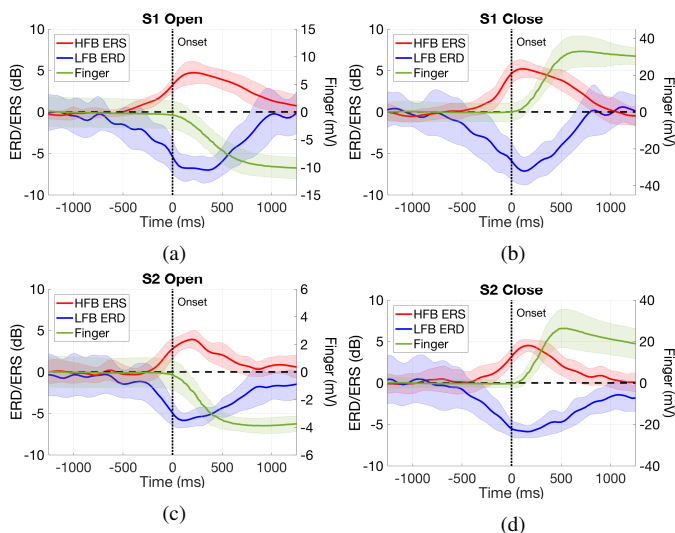 S1 Open
10
5
0
-5
-10
ERD/ERS (dB)
HFB ERS
LFB ERD
Finger
Onset
15
10
5
0
-5
-10
-15
Finger (mV)
-1000 -500 0 500 1000
Time (ms)
(a)
S1 Close
10
5
0
-5
-10
ERD/ERS (dB)
HFB ERS
LFB ERD
Finger
Onset
40
20
0
-20
-40
Finger (mV)
-1000 -500 0 500 1000
Time (ms)
(b)
S2 Open
10
5
0
-5
-10
ERD/ERS (dB)
HFB ERS
LFB ERD
Finger
Onset
6
4
2
0
2
4
6
Finger (mV)
-1000 -500 0 500 1000
Time (ms)
(c)
S2 Close
10
5
0
-5
-10
ERD/ERS (dB)
HFB ERS
LFB ERD
Finger
Onset
40
20
0
-20
-40
Finger (mV)
-1000 -500 0 500 1000
Time (ms)
(d)